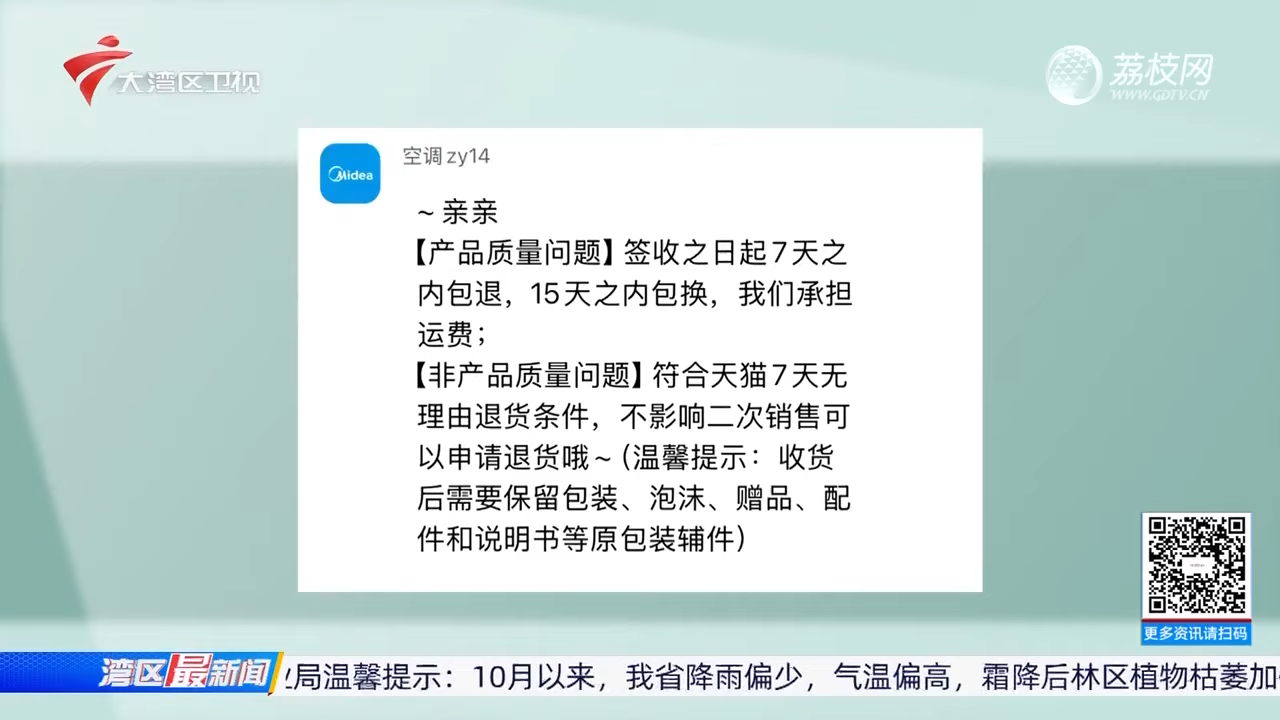 大湾区卫视
荔枝网
WWW.GDTV.CN
Midea
空调zy14
~亲亲
【产品质量问题】签收之日起7天之
内包退，15天之内包换，我们承担
运费；
【非产品质量问题】符合天猫7天无
理由退货条件，不影响二次销售可
以申请退货哦~（温馨提示：收货
后需要保留包装、泡沫、赠品、配
件和说明书等原包装辅件）
更多资讯请扫码
湾区最新闻
业局温馨提示：10月以来，我省降雨偏少，气温偏高，霜降后林区植物枯萎加